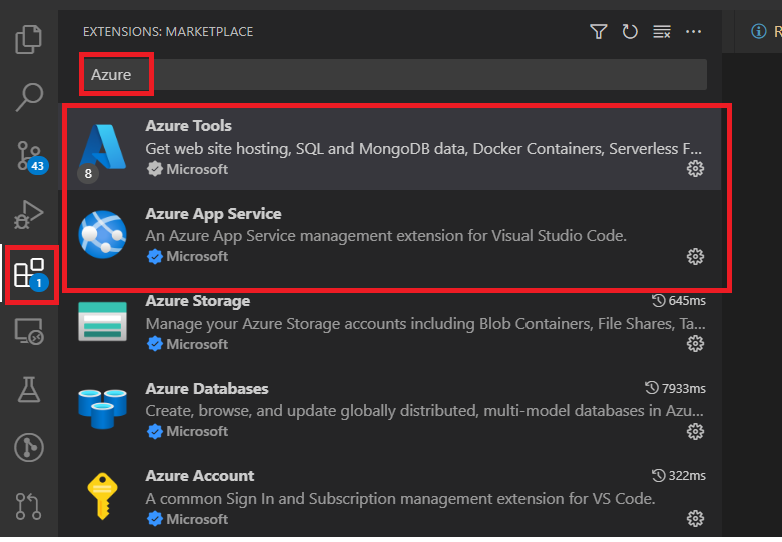 EXTENSIONS: MARKETPLACE
R
Azure
Azure Tools
Get web site hosting, SQL and MongoDB data, Docker Containers, Serverless F...
8
Microsoft
43
Azure App Service
An Azure App Service management extension for Visual Studio Code.
Microsoft
1
Azure Storage 645ms
Manage your Azure Storage accounts including Blob Containers, File Shares, Ta...
Microsoft
Azure Databases 7933ms
Create, browse, and update globally distributed, multi-model databases in Azu...
Microsoft
Azure Account 322ms
A common Sign In and Subscription management extension for VS Code.
Microsoft